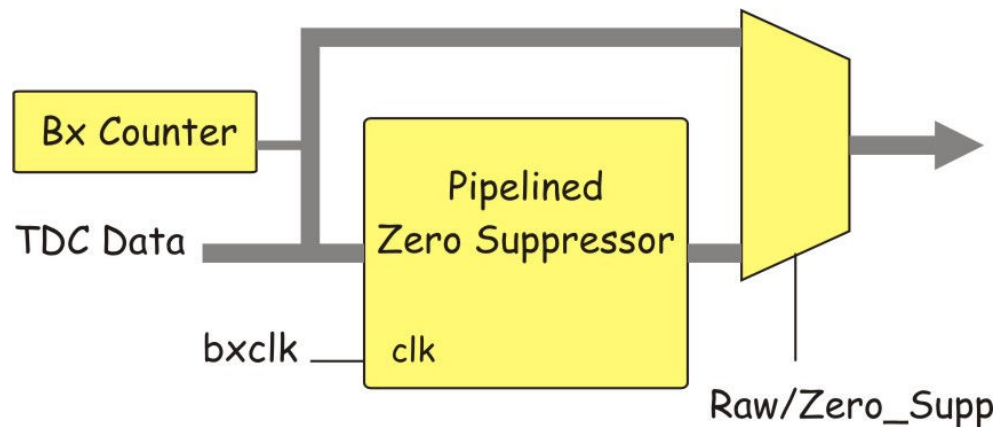 Bx Counter
Pipelined
Zero Suppressor
TDC Data
bxclk
clk
Raw/Zero_Supp